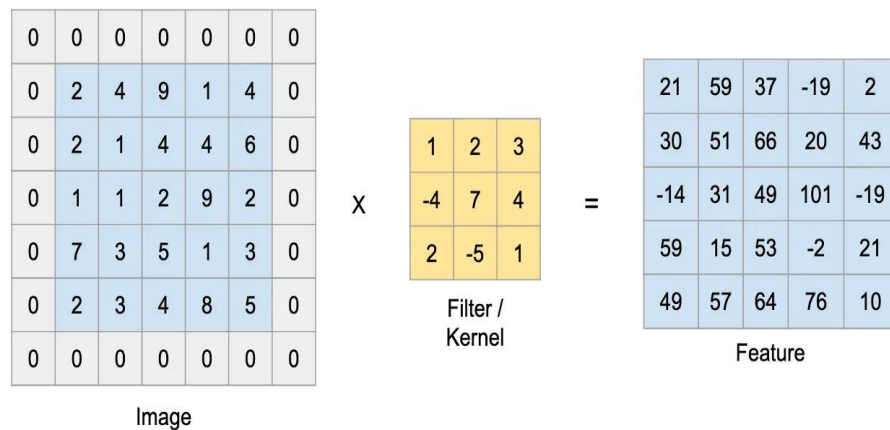 0 0 0 0 0 0 0
0 2 4 9 1 4 0
0 2 1 4 4 6 0
0 1 1 2 9 2 0
0 7 3 5 1 3 0
0 2 3 4 8 5 0
0 0 0 0 0 0 0
Image
X
1 2 3
-4 7 4
2 -5 1
Filter /
Kernel
=
21 59 37 -19 2
30 51 66 20 43
-14 31 49 101 -19
59 15 53 -2 21
49 57 64 76 10
Feature